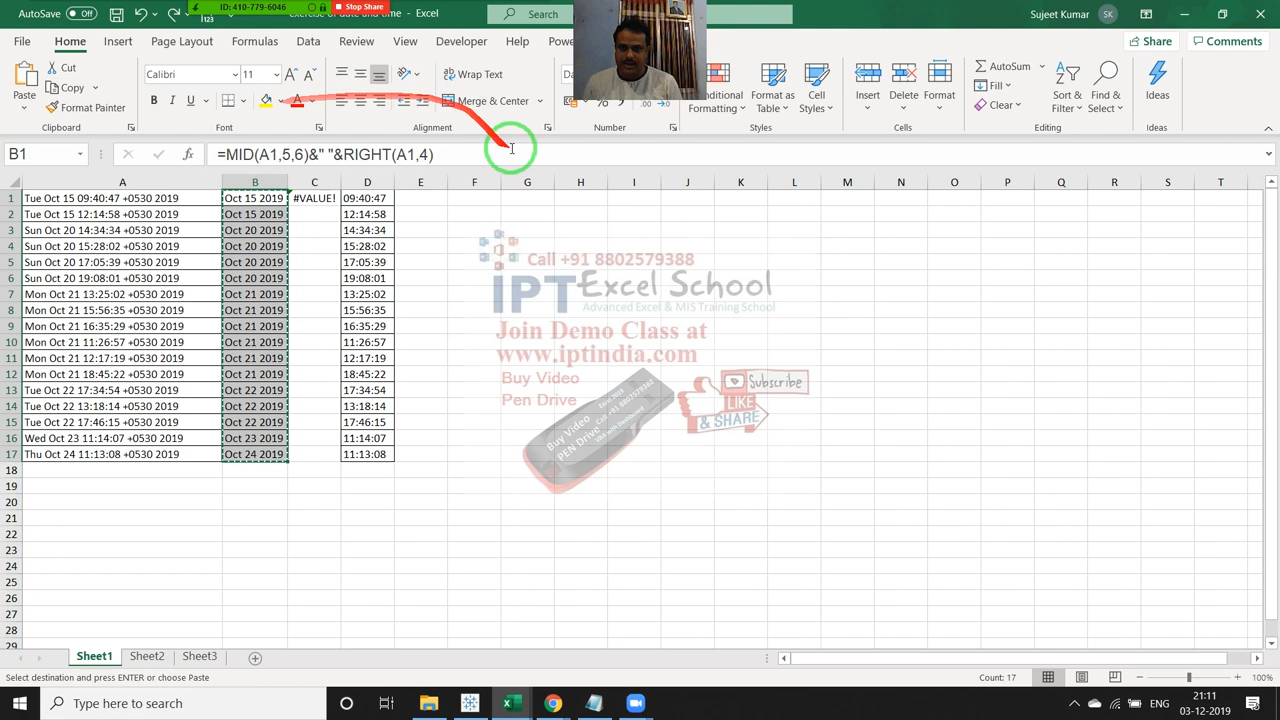 AutoSave Off
ID: 410-779-6046 Stop Share
Exercise of date and time - Excel
Search
Sujeet Kumar SK
File Home Insert Page Layout Formulas Data Review View Developer Help
Share Comments
Cut
Copy
Format Painter
Paste
Clipboard
Calibri 11
B I U
Font
Wrap Text
Merge & Center
Alignment
Number
Formatting
Format as Table
Cell Styles
Styles
Insert Delete Format
Cells
AutoSum
Fill
Clear
Sort & Filter
Find & Select
Editing
Ideas
Ideas
B1 fx =MID(A1,5,6)&" "&RIGHT(A1,4)
A B C D E F G H I J K L M N O P Q R S T
1 Tue Oct 15 09:40:47 +0530 2019 Oct 15 2019 #VALUE! 09:40:47
2 Tue Oct 15 12:14:58 +0530 2019 Oct 15 2019 12:14:58
3 Sun Oct 20 14:34:34 +0530 2019 Oct 20 2019 14:34:34
4 Sun Oct 20 15:28:02 +0530 2019 Oct 20 2019 15:28:02
5 Sun Oct 20 17:05:39 +0530 2019 Oct 20 2019 17:05:39
6 Sun Oct 20 19:08:01 +0530 2019 Oct 20 2019 19:08:01
7 Mon Oct 21 13:25:02 +0530 2019 Oct 21 2019 13:25:02
8 Mon Oct 21 15:56:35 +0530 2019 Oct 21 2019 15:56:35
9 Mon Oct 21 16:35:29 +0530 2019 Oct 21 2019 16:35:29
10 Mon Oct 21 11:26:57 +0530 2019 Oct 21 2019 11:26:57
11 Mon Oct 21 12:17:19 +0530 2019 Oct 21 2019 12:17:19
12 Mon Oct 21 18:45:22 +0530 2019 Oct 21 2019 18:45:22
13 Tue Oct 22 17:34:54 +0530 2019 Oct 22 2019 17:34:54
14 Tue Oct 22 13:18:14 +0530 2019 Oct 22 2019 13:18:14
15 Tue Oct 22 17:46:15 +0530 2019 Oct 22 2019 17:46:15
16 Wed Oct 23 11:14:07 +0530 2019 Oct 23 2019 11:14:07
17 Thu Oct 24 11:13:08 +0530 2019 Oct 24 2019 11:13:08
18
19
20
21
22
23
24
25
26
27
28
29
Call +91 8802579388
IPT Excel School
Advanced Excel & MIS Training School
Join Demo Class at
www.iptindia.com
Buy Video
Pen Drive
Subscribe
LIKE
& SHARE
Buy Video
PEN Drive
Call +91 8802579388
Sheet1 Sheet2 Sheet3
Select destination and press ENTER or choose Paste
Count: 17
100%
Type here to search
ENG
21:11
03-12-2019